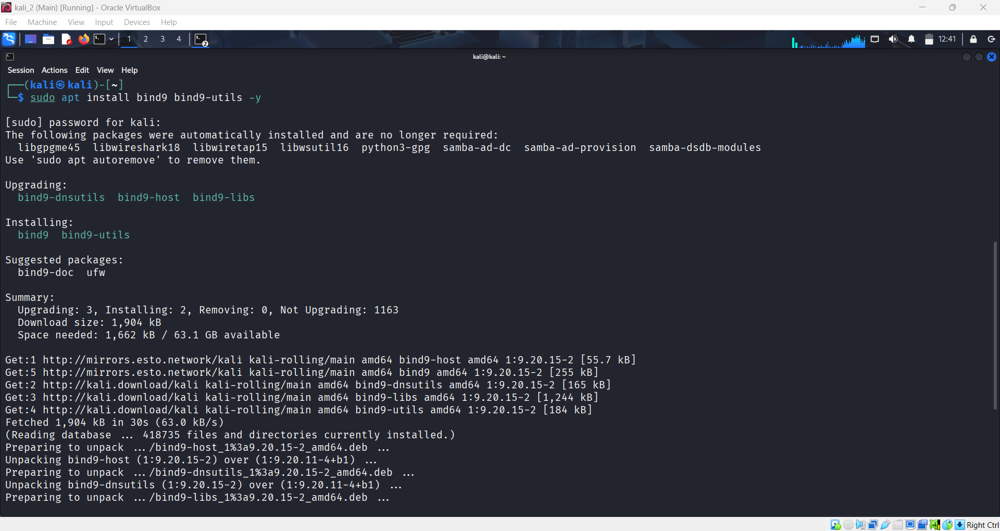 kali_2 (Main) [Running] - Oracle VirtualBox
File Machine View Input Devices Help
1 2 3 4 2 12:41
kali@kali: ~
Session Actions Edit View Help
┌──(kali㉿kali)-[~]
└─$ sudo apt install bind9 bind9-utils -y
[sudo] password for kali:
The following packages were automatically installed and are no longer required:
libgpgme45 libwireshark18 libwiretap15 libwsutil16 python3-gpg samba-ad-dc samba-ad-provision samba-dsdb-modules
Use 'sudo apt autoremove' to remove them.
Upgrading:
bind9-dnsutils bind9-host bind9-libs
Installing:
bind9 bind9-utils
Suggested packages:
bind9-doc ufw
Summary:
Upgrading: 3, Installing: 2, Removing: 0, Not Upgrading: 1163
Download size: 1,904 kB
Space needed: 1,662 kB / 63.1 GB available
Get:1 http://mirrors.esto.network/kali kali-rolling/main amd64 bind9-host amd64 1:9.20.15-2 [55.7 kB]
Get:5 http://mirrors.esto.network/kali kali-rolling/main amd64 bind9 amd64 1:9.20.15-2 [255 kB]
Get:2 http://kali.download/kali kali-rolling/main amd64 bind9-dnsutils amd64 1:9.20.15-2 [165 kB]
Get:3 http://kali.download/kali kali-rolling/main amd64 bind9-libs amd64 1:9.20.15-2 [1,244 kB]
Get:4 http://kali.download/kali kali-rolling/main amd64 bind9-utils amd64 1:9.20.15-2 [184 kB]
Fetched 1,904 kB in 30s (63.0 kB/s)
(Reading database ... 418735 files and directories currently installed.)
Preparing to unpack .../bind9-host_1%3a9.20.15-2_amd64.deb ...
Unpacking bind9-host (1:9.20.15-2) over (1:9.20.11-4+b1) ...
Preparing to unpack .../bind9-dnsutils_1%3a9.20.15-2_amd64.deb ...
Unpacking bind9-dnsutils (1:9.20.15-2) over (1:9.20.11-4+b1) ...
Preparing to unpack .../bind9-libs_1%3a9.20.15-2_amd64.deb ...
Right Ctrl